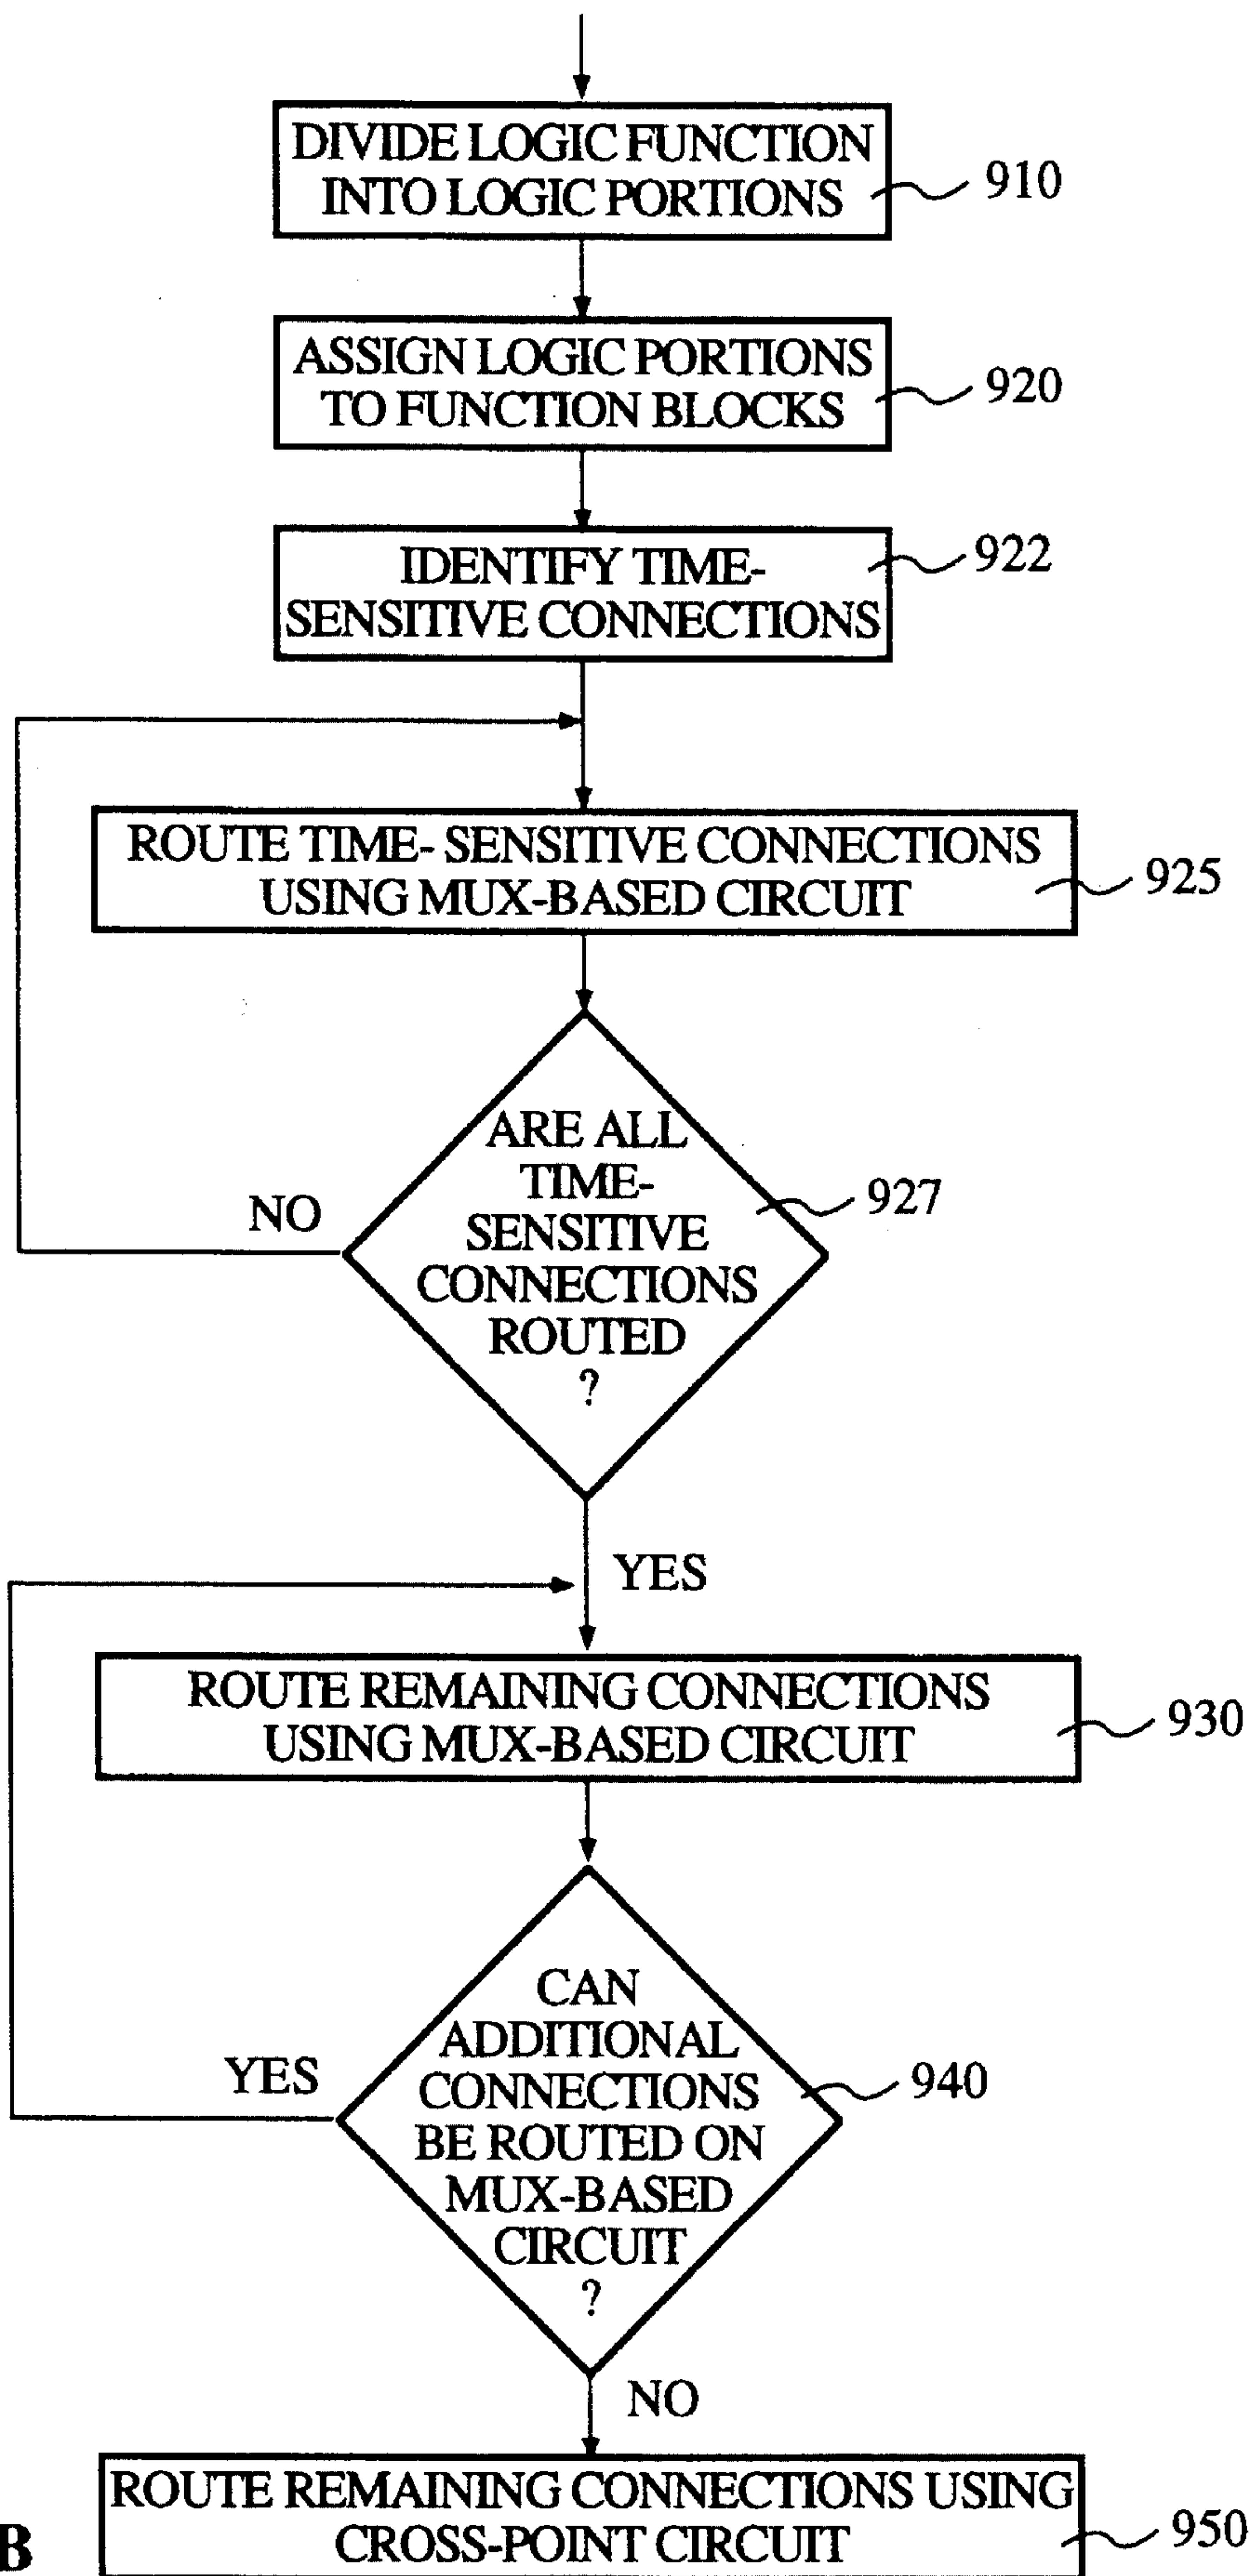 DIVIDE LOGIC FUNCTION
INTO LOGIC PORTIONS
910
ASSIGN LOGIC PORTIONS
TO FUNCTION BLOCKS
920
IDENTIFY TIME-
SENSITIVE CONNECTIONS
922
ROUTE TIME- SENSITIVE CONNECTIONS
USING MUX-BASED CIRCUIT
925
ARE ALL
TIME-
SENSITIVE
CONNECTIONS
ROUTED
?
927
NO
YES
ROUTE REMAINING CONNECTIONS
USING MUX-BASED CIRCUIT
930
CAN
ADDITIONAL
CONNECTIONS
BE ROUTED ON
MUX-BASED
CIRCUIT
?
940
YES
NO
ROUTE REMAINING CONNECTIONS USING
CROSS-POINT CIRCUIT
950
B